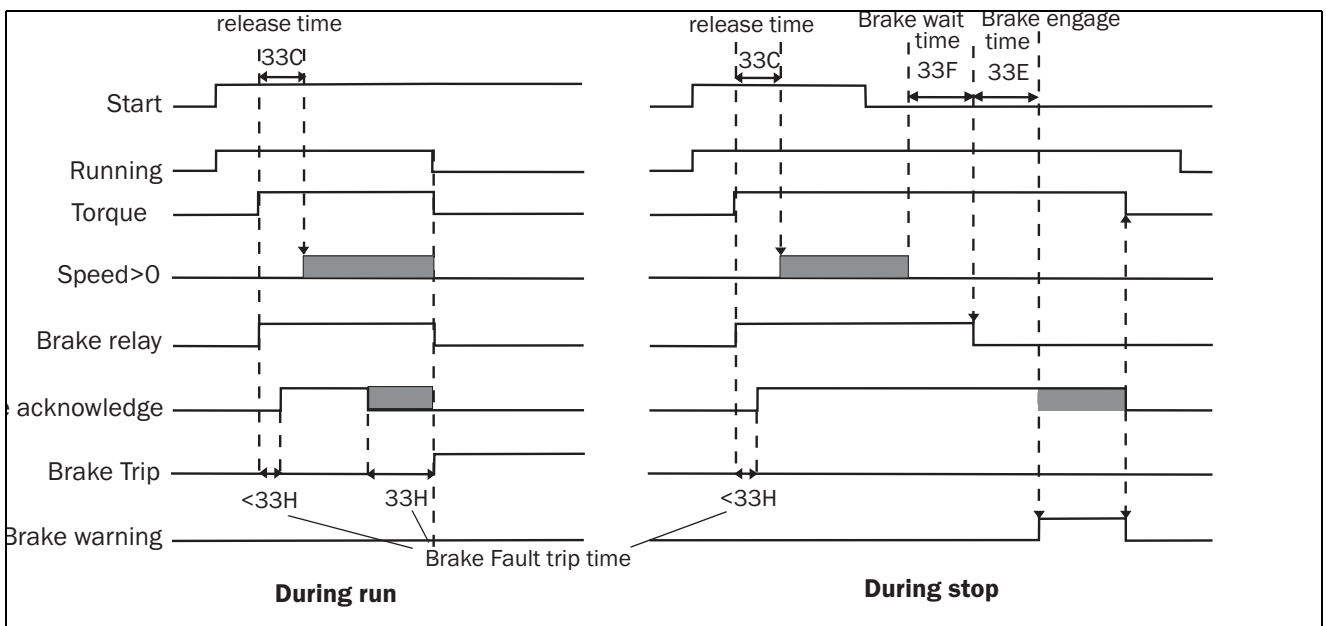 release time
33C
Start
Running
Torque
Speed>0
Brake relay
acknowledge
Brake Trip
<33H
33H
Brake warning
Brake Fault trip time
During run
release time
33C
Brake wait
time
33F
Brake engage
time
33E
<33H
During stop